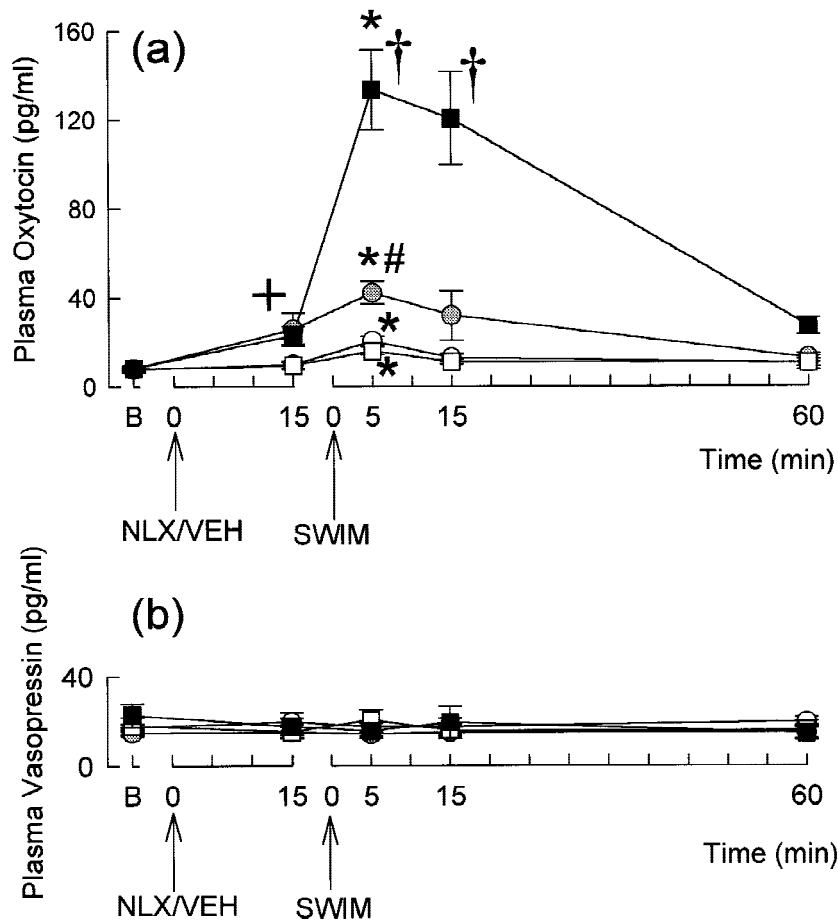 (a)
Plasma Oxytocin (pg/ml)
160
120
80
40
0
* †
†
*#
+
*
*
B 0 15 0 5 15 60
Time (min)
NLX/VEH SWIM
(b)
Plasma Vasopressin (pg/ml)
40
0
B 0 15 0 5 15 60
Time (min)
NLX/VEH SWIM